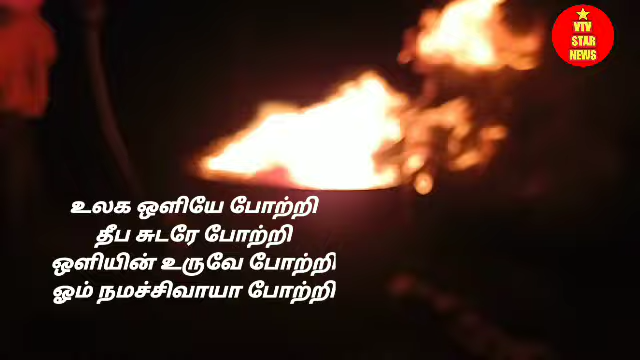 VTV
STAR
NEWS
உலக ஒளியே போற்றி
தீப சுடரே போற்றி
ஒளியின் உருவே போற்றி
ஓம் நமச்சிவாயா போற்றி